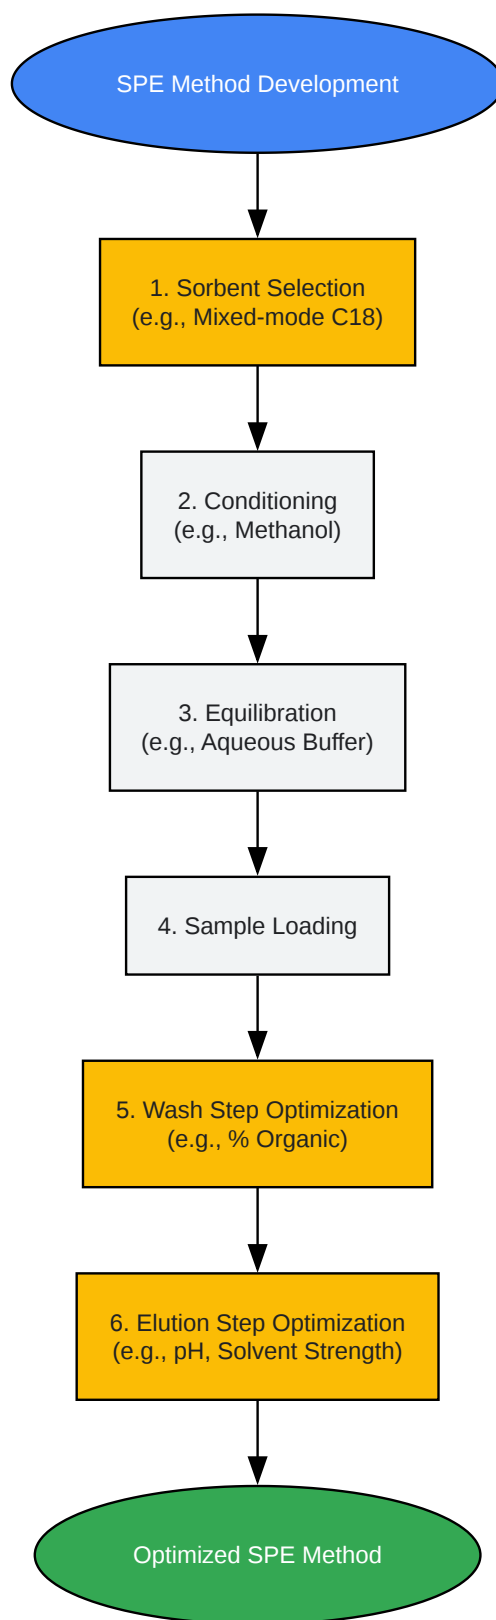 SPE Method Development
1. Sorbent Selection
(e.g., Mixed-mode C18)
2. Conditioning
(e.g., Methanol)
3. Equilibration
(e.g., Aqueous Buffer)
4. Sample Loading
5. Wash Step Optimization
(e.g., % Organic)
6. Elution Step Optimization
(e.g., pH, Solvent Strength)
Optimized SPE Method